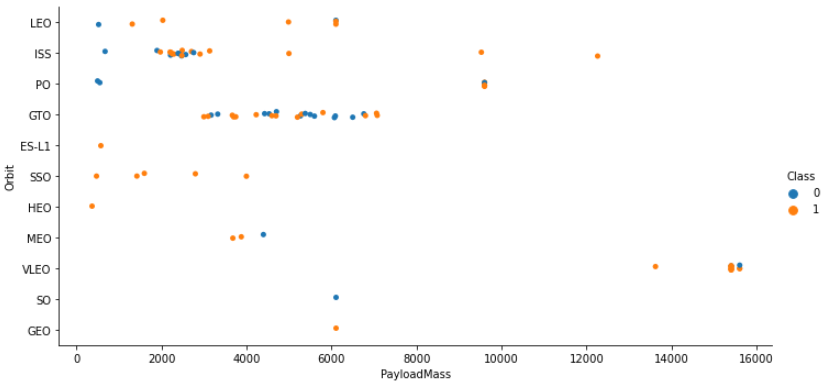 LEO
ISS
PO
GTO
ES-L1
SSO
HEO
MEO
VLEO
SO
GEO
Orbit
0 2000 4000 6000 8000 10000 12000 14000 16000
PayloadMass
Class
0
1